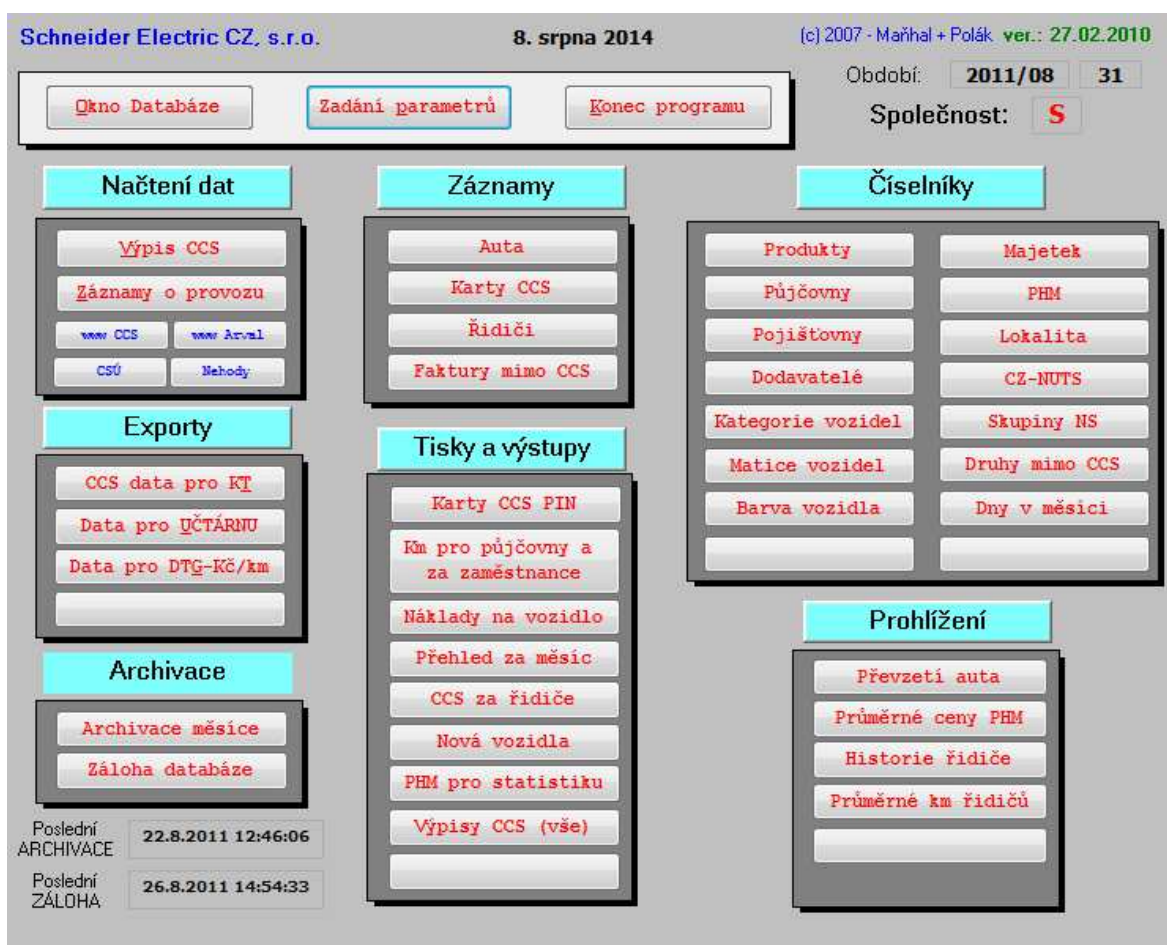 Schneider Electric CZ, s.r.o.
8. srpna 2014
(c) 2007 - Maňhal + Polák ver.: 27.02.2010
Období: 2011/08 31
Společnost: S
Okno Databáze
Zadání parametrů
Konec programu
Načtení dat
Výpis CCS
Záznamy o provozu
www CCS
www Arval
CSÚ
Nehody
Exporty
CCS data pro KT
Data pro ÚČTÁRNU
Data pro DTG-Kč/km
Archivace
Archivace měsíce
Záloha databáze
Poslední
ARCHIVACE
22.8.2011 12:46:06
Poslední
ZÁLOHA
26.8.2011 14:54:33
Záznamy
Auta
Karty CCS
Řidiči
Faktury mimo CCS
Tisky a výstupy
Karty CCS PIN
Km pro půjčovny a
za zaměstnance
Náklady na vozidlo
Přehled za měsíc
CCS za řidiče
Nová vozidla
PHM pro statistiku
Výpisy CCS (vše)
Číselníky
Produkty
Půjčovny
Pojišťovny
Dodavatelé
Kategorie vozidel
Matice vozidel
Barva vozidla
Majetek
PHM
Lokalita
CZ-NUTS
Skupiny NS
Druhy mimo CCS
Dny v měsíci
Prohlížení
Převzetí auta
Průměrné ceny PHM
Historie řidiče
Průměrné km řidičů